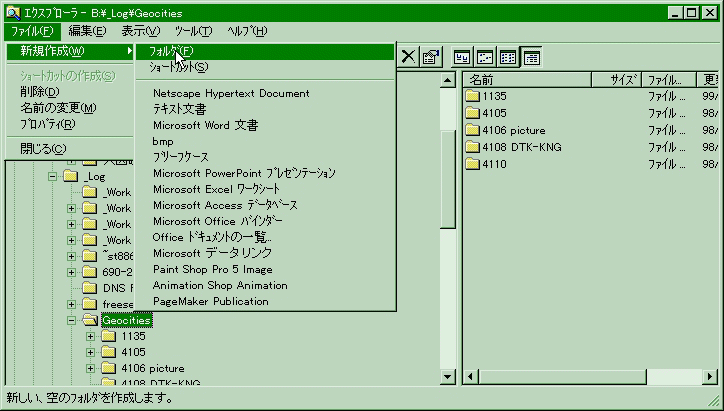 エクスプローラー - B:¥_Log¥Geocities
ファイル(F) 編集(E) 表示(V) ツール(T) ヘルプ(H)
新規作成(W)
ショートカットの作成(S)
削除(D)
名前の変更(M)
プロパティ(R)
閉じる(C)
フォルダ(F)
ショートカット(S)
Netscape Hypertext Document
テキスト文書
Microsoft Word 文書
bmp
ブリーフケース
Microsoft PowerPoint プレゼンテーション
Microsoft Excel ワークシート
Microsoft Access データベース
Microsoft Office バインダー
Office ドキュメントの一覧...
Microsoft データ リンク
Paint Shop Pro 5 Image
Animation Shop Animation
PageMaker Publication
_Log
_Work
_Work
_Work
_Work
~st886
690-2
DNS F
freese
Geocities
1135
4105
4106 picture
4108 DTK-KNG
名前 サイズ ファイル... 更
1135 ファイル ... 99/
4105 ファイル ... 98/
4106 picture ファイル ... 98/
4108 DTK-KNG ファイル ... 98/
4110 ファイル ... 98/
新しい、空のフォルダを作成します。